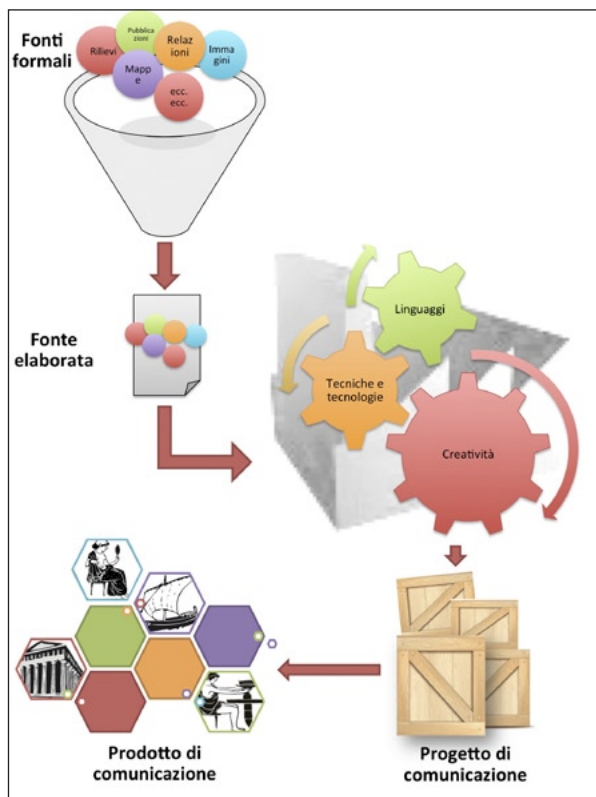 Fonti
formali
Rilievi
Pubblica
zioni
Relaz
ioni
Imma
gini
Mapp
e
ecc.
ecc.
Fonte
elaborata
Linguaggi
Tecniche e
tecnologie
Creatività
Prodotto di
comunicazione
Progetto di
comunicazione